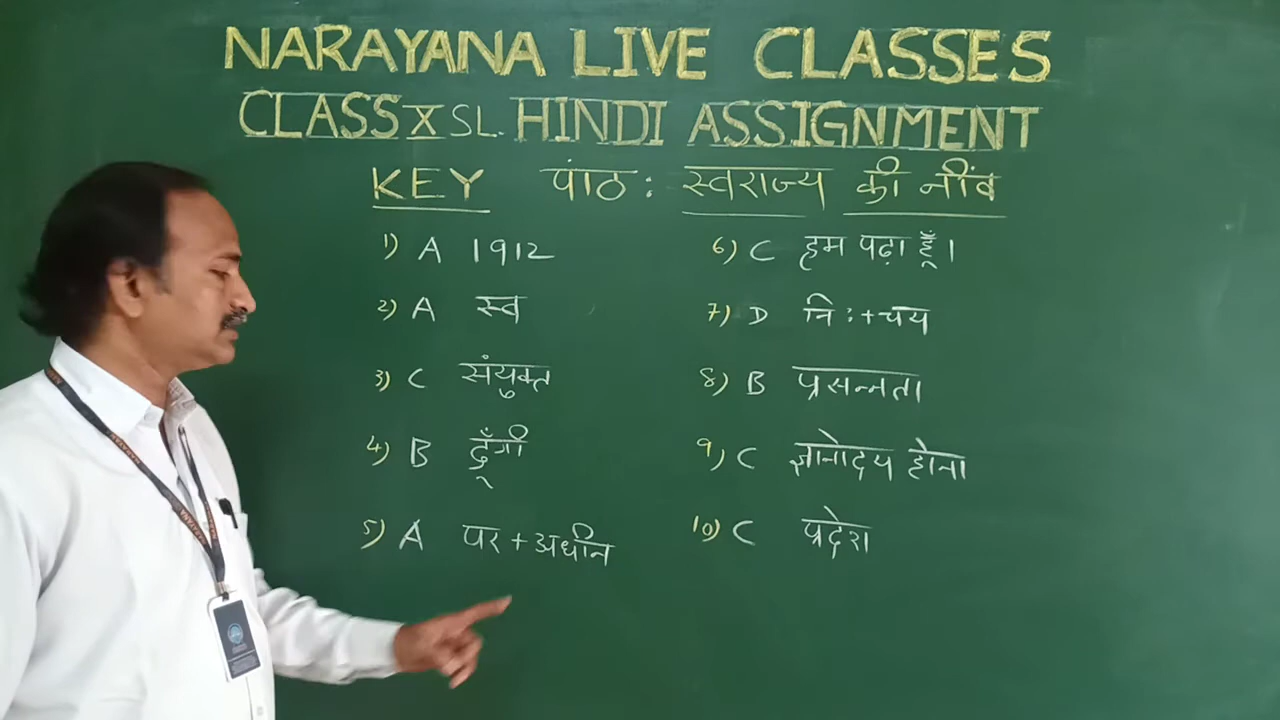 NARAYANA LIVE CLASSES
CLASS X SL. HINDI ASSIGNMENT
KEY पाठ : स्वराज्य की नींव
1) A 1912
2) A स्व
3) C संयुक्त
4) B दूँगी
5) A पर + अधीन
6) C हम पढ़ा हूँ।
7) D निः + चय
8) B प्रसन्नता
9) C ज्ञानोदय होना
10) C प्रदेश
NARAYANA